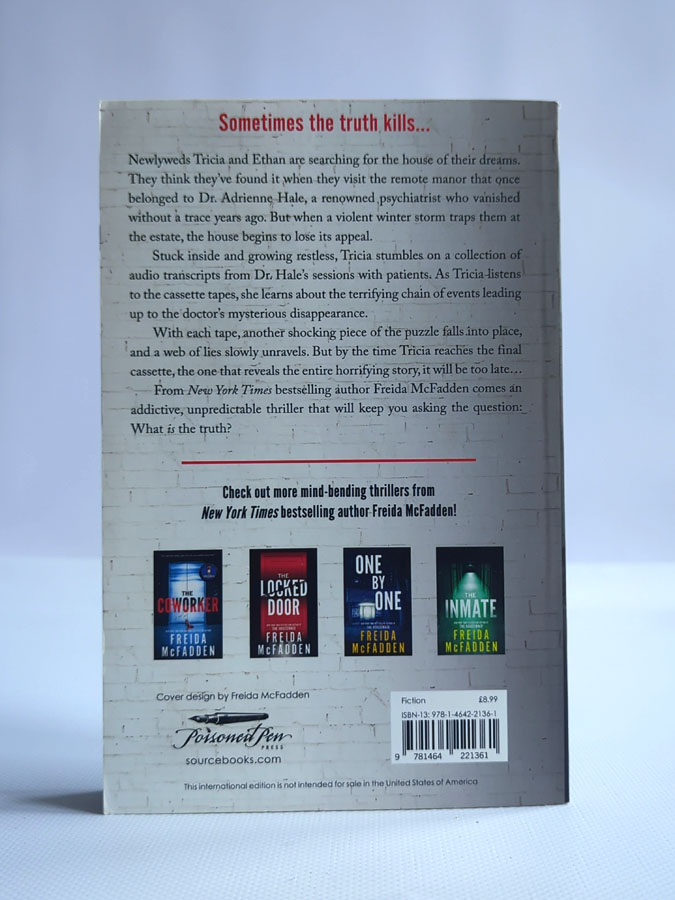 Sometimes the truth kills...
Newlyweds Tricia and Ethan are searching for the house of their dreams.
They think they've found it when they visit the remote manor that once
belonged to Dr. Adrienne Hale, a renowned psychiatrist who vanished
without a trace years ago. But when a violent winter storm traps them at
the estate, the house begins to lose its appeal.
Stuck inside and growing restless, Tricia stumbles on a collection of
audio transcripts from Dr. Hale's sessions with patients. As Tricia listens
to the cassette tapes, she learns about the terrifying chain of events leading
up to the doctor's mysterious disappearance.
With each tape, another shocking piece of the puzzle falls into place,
and a web of lies slowly unravels. But by the time Tricia reaches the final
cassette, the one that reveals the entire horrifying story, it will be too late...
From New York Times bestselling author Freida McFadden comes an
addictive, unpredictable thriller that will keep you asking the question:
What is the truth?
Check out more mind-bending thrillers from
New York Times bestselling author Freida McFadden!
THE
COWORKER
FREIDA
McFADDEN
THE
LOCKED
DOOR
FREIDA
McFADDEN
ONE
BY
ONE
FREIDA
McFADDEN
THE
INMATE
FREIDA
McFADDEN
Cover design by Freida McFadden
Poisoned Pen
PRESS
sourcebooks.com
Fiction £8.99
ISBN-13: 978-1-4642-2136-1
9 781464 221361
This international edition is not intended for sale in the United States of America